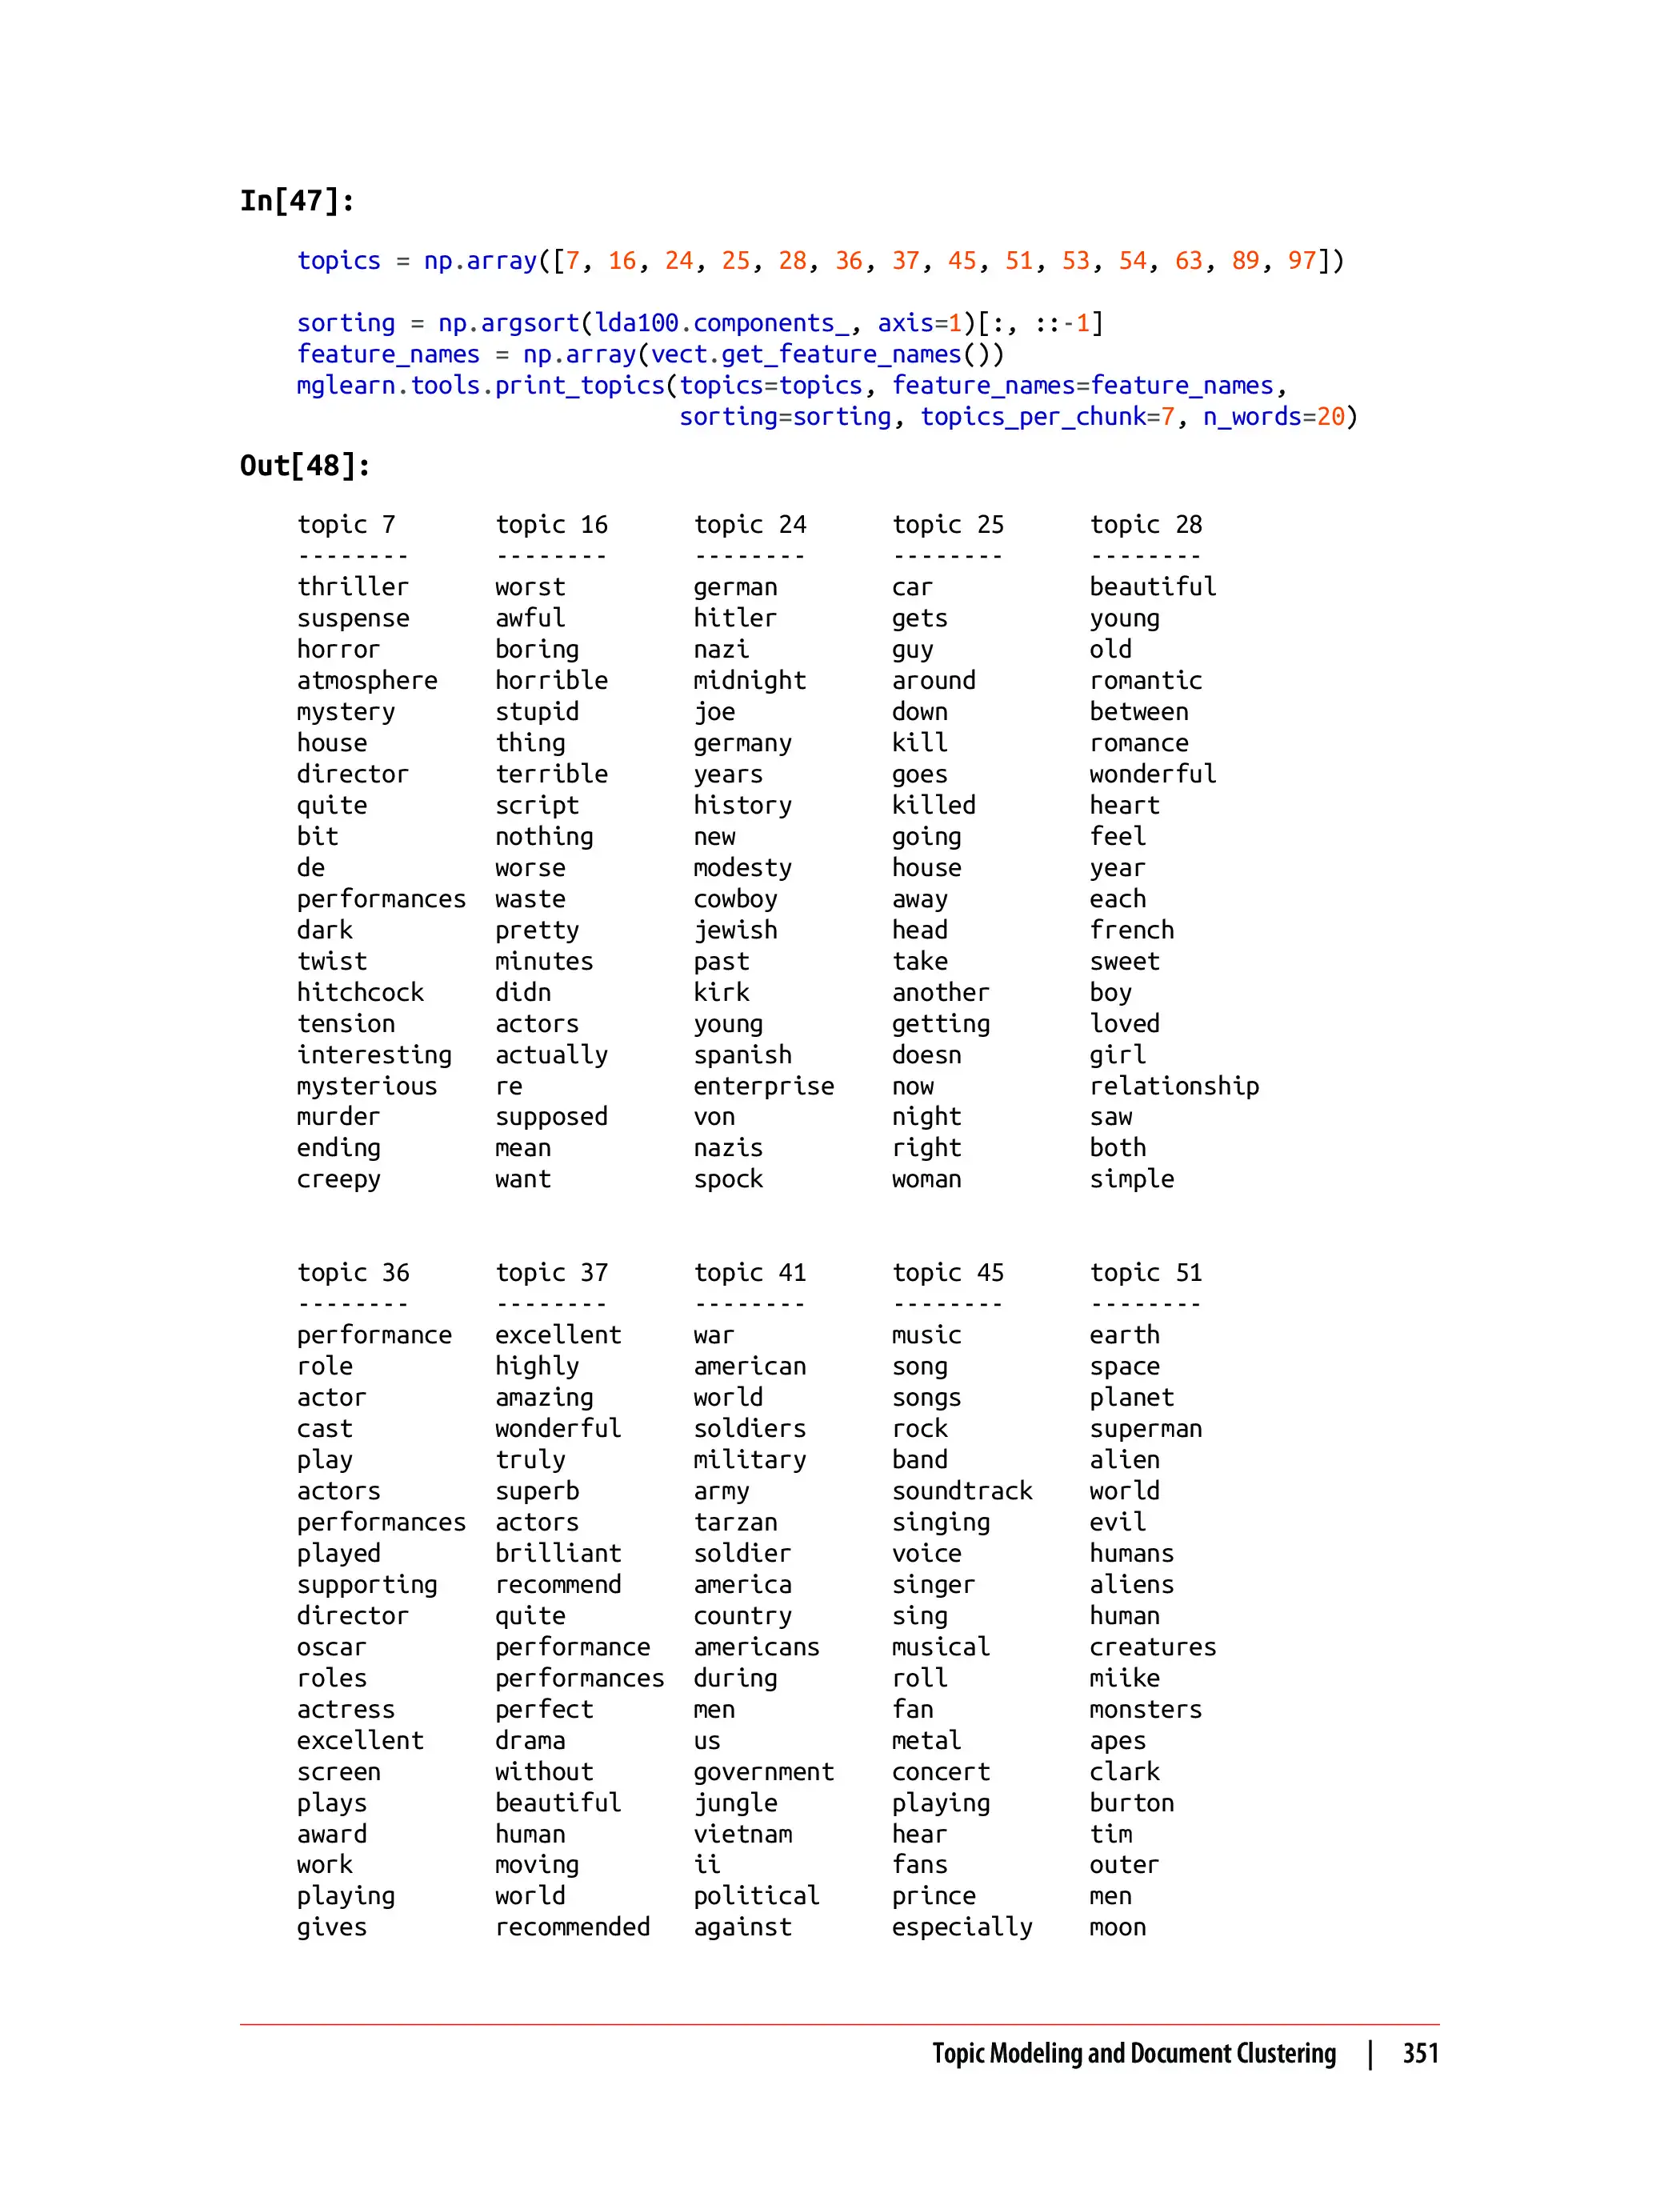 In[47]:
topics = np.array([7, 16, 24, 25, 28, 36, 37, 45, 51, 53, 54, 63, 89, 97])
sorting = np.argsort(lda100.components_, axis=1)[:, ::-1]
feature_names = np.array(vect.get_feature_names())
mglearn.tools.print_topics(topics=topics, feature_names=feature_names,
sorting=sorting, topics_per_chunk=7, n_words=20)
Out[48]:
topic 7 topic 16 topic 24 topic 25 topic 28
-------- -------- -------- -------- --------
thriller worst german car beautiful
suspense awful hitler gets young
horror boring nazi guy old
atmosphere horrible midnight around romantic
mystery stupid joe down between
house thing germany kill romance
director terrible years goes wonderful
quite script history killed heart
bit nothing new going feel
de worse modesty house year
performances waste cowboy away each
dark pretty jewish head french
twist minutes past take sweet
hitchcock didn kirk another boy
tension actors young getting loved
interesting actually spanish doesn girl
mysterious re enterprise now relationship
murder supposed von night saw
ending mean nazis right both
creepy want spock woman simple
topic 36 topic 37 topic 41 topic 45 topic 51
-------- -------- -------- -------- --------
performance excellent war music earth
role highly american song space
actor amazing world songs planet
cast wonderful soldiers rock superman
play truly military band alien
actors superb army soundtrack world
performances actors tarzan singing evil
played brilliant soldier voice humans
supporting recommend america singer aliens
director quite country sing human
oscar performance americans musical creatures
roles performances during roll miike
actress perfect men fan monsters
excellent drama us metal apes
screen without government concert clark
plays beautiful jungle playing burton
award human vietnam hear tim
work moving ii fans outer
playing world political prince men
gives recommended against especially moon
Topic Modeling and Document Clustering | 351